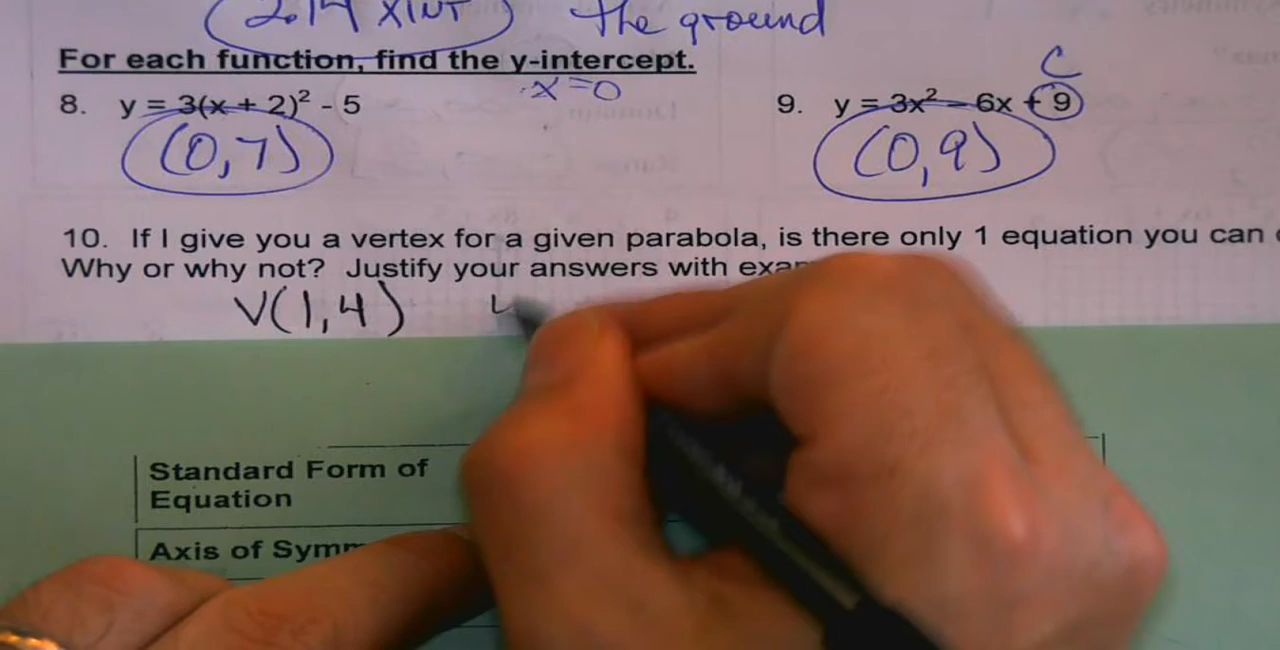 2.14 XINT the ground
For each function, find the y-intercept.
x=0 C
8. y = 3(x + 2)² - 5 9. y = 3x² - 6x + 9
(0,7) (0,9)
10. If I give you a vertex for a given parabola, is there only 1 equation you can
Why or why not? Justify your answers with
V(1,4)
Standard Form of
Equation
Axis of